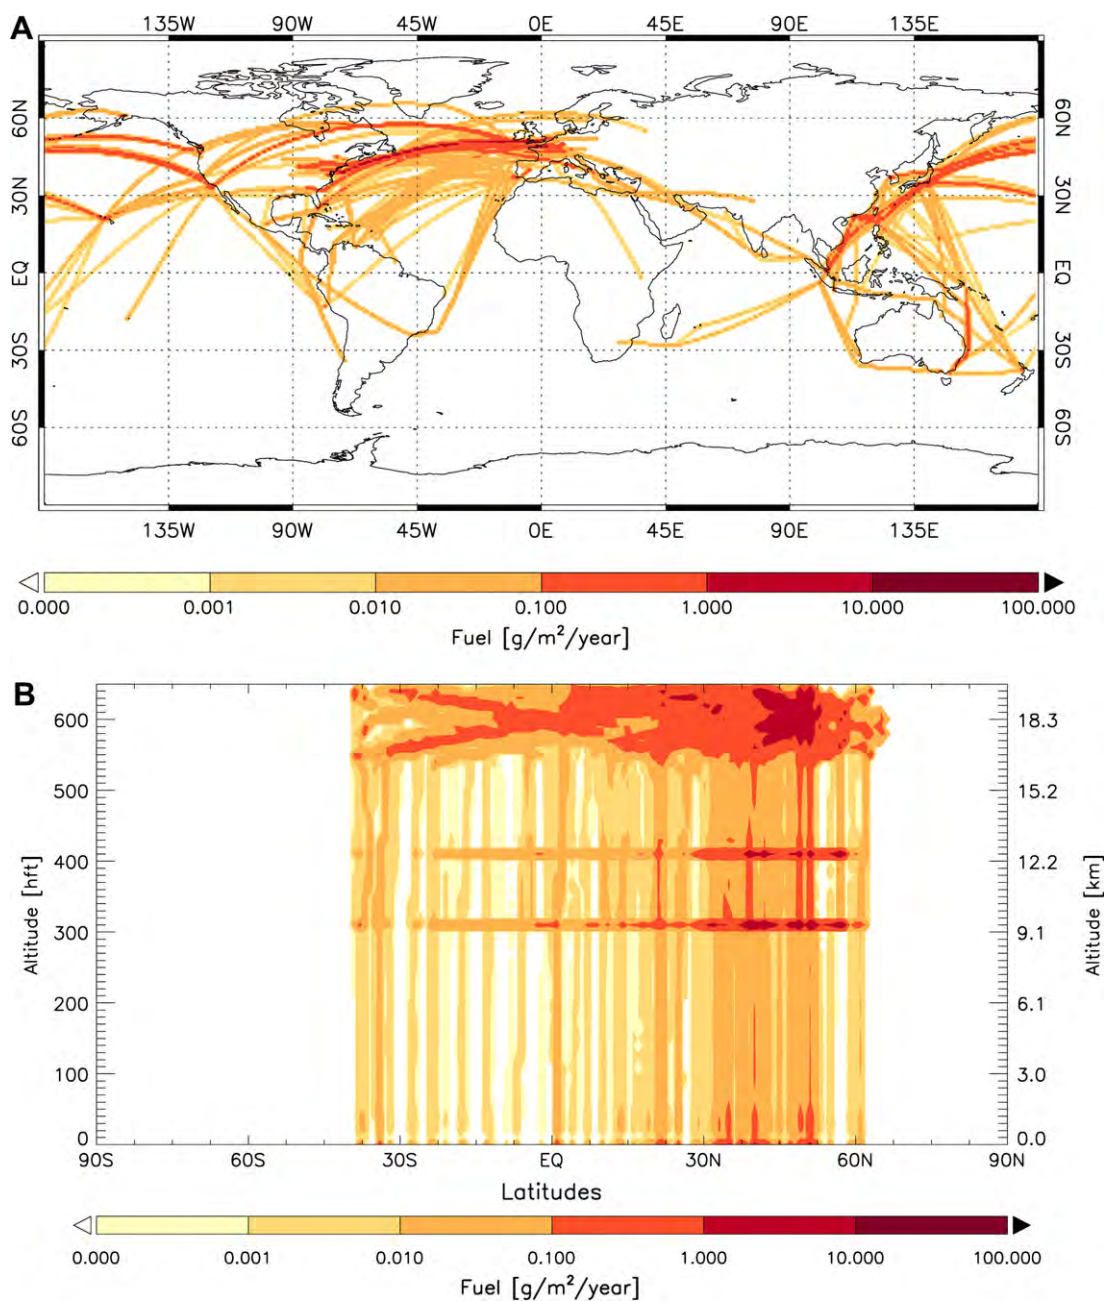 A
135W 90W 45W 0E 45E 90E 135E
60N 60N
30N 30N
EQ EQ
30S 30S
60S 60S
135W 90W 45W 0E 45E 90E 135E
0.000 0.001 0.010 0.100 1.000 10.000 100.000
Fuel [g/m²/year]
B
600 18.3
500 15.2
400 12.2
300 9.1
200 6.1
100 3.0
0 0.0
Altitude [hft]
Altitude [km]
90S 60S 30S EQ 30N 60N 90N
Latitudes
0.000 0.001 0.010 0.100 1.000 10.000 100.000
Fuel [g/m²/year]